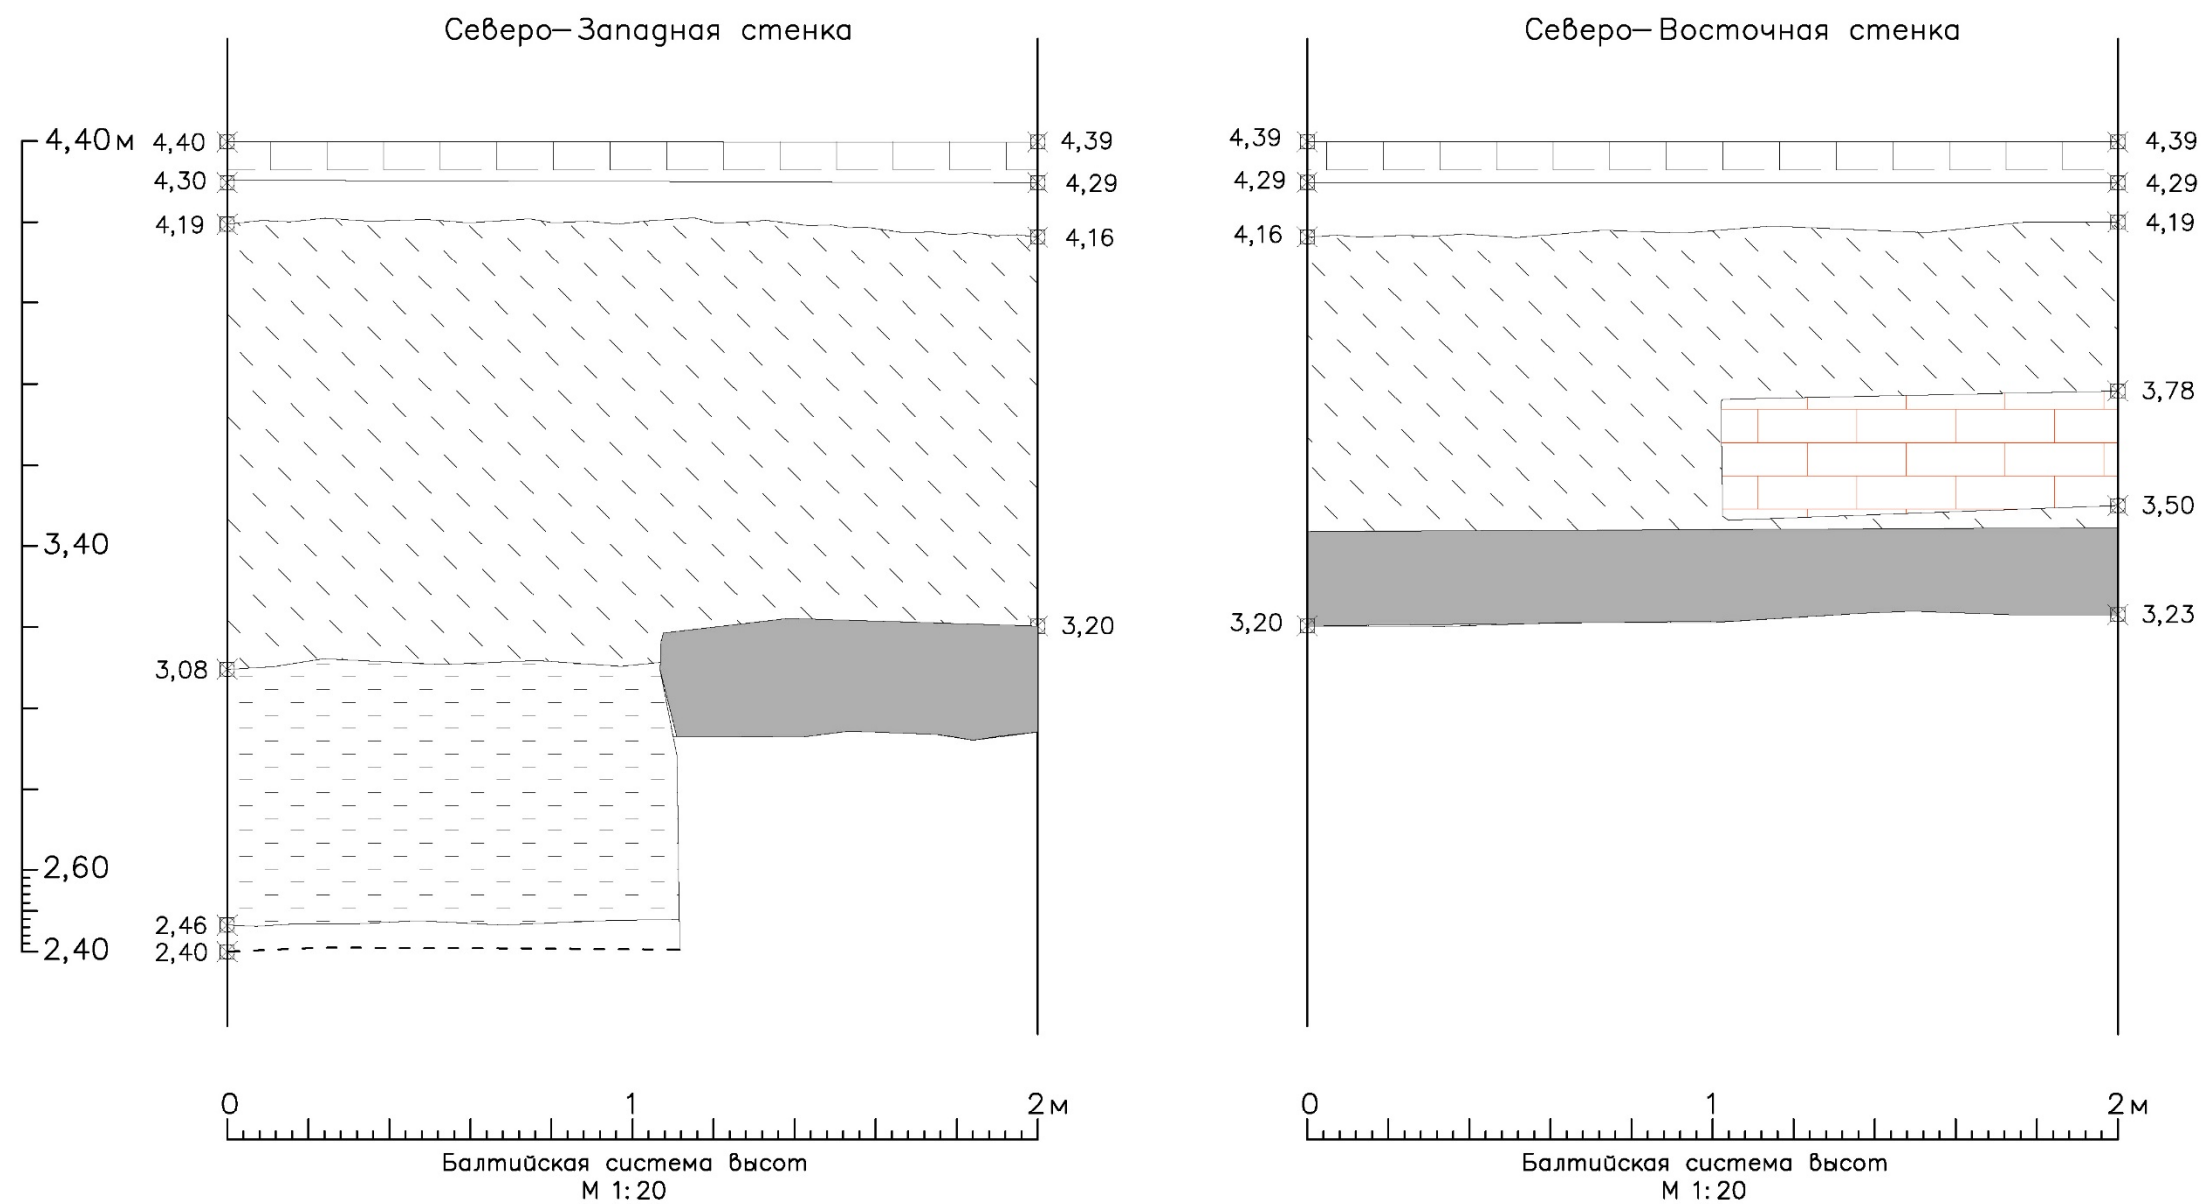 Северо-Западная стенка
4,40м
3,40
2,60
2,40
4,40
4,30
4,19
3,08
2,46
2,40
4,39
4,29
4,16
3,20
0 1 2м
Балтийская система высот
М 1:20
Северо-Восточная стенка
4,39
4,29
4,16
3,20
4,39
4,29
4,19
3,78
3,50
3,23
0 1 2м
Балтийская система высот
М 1:20